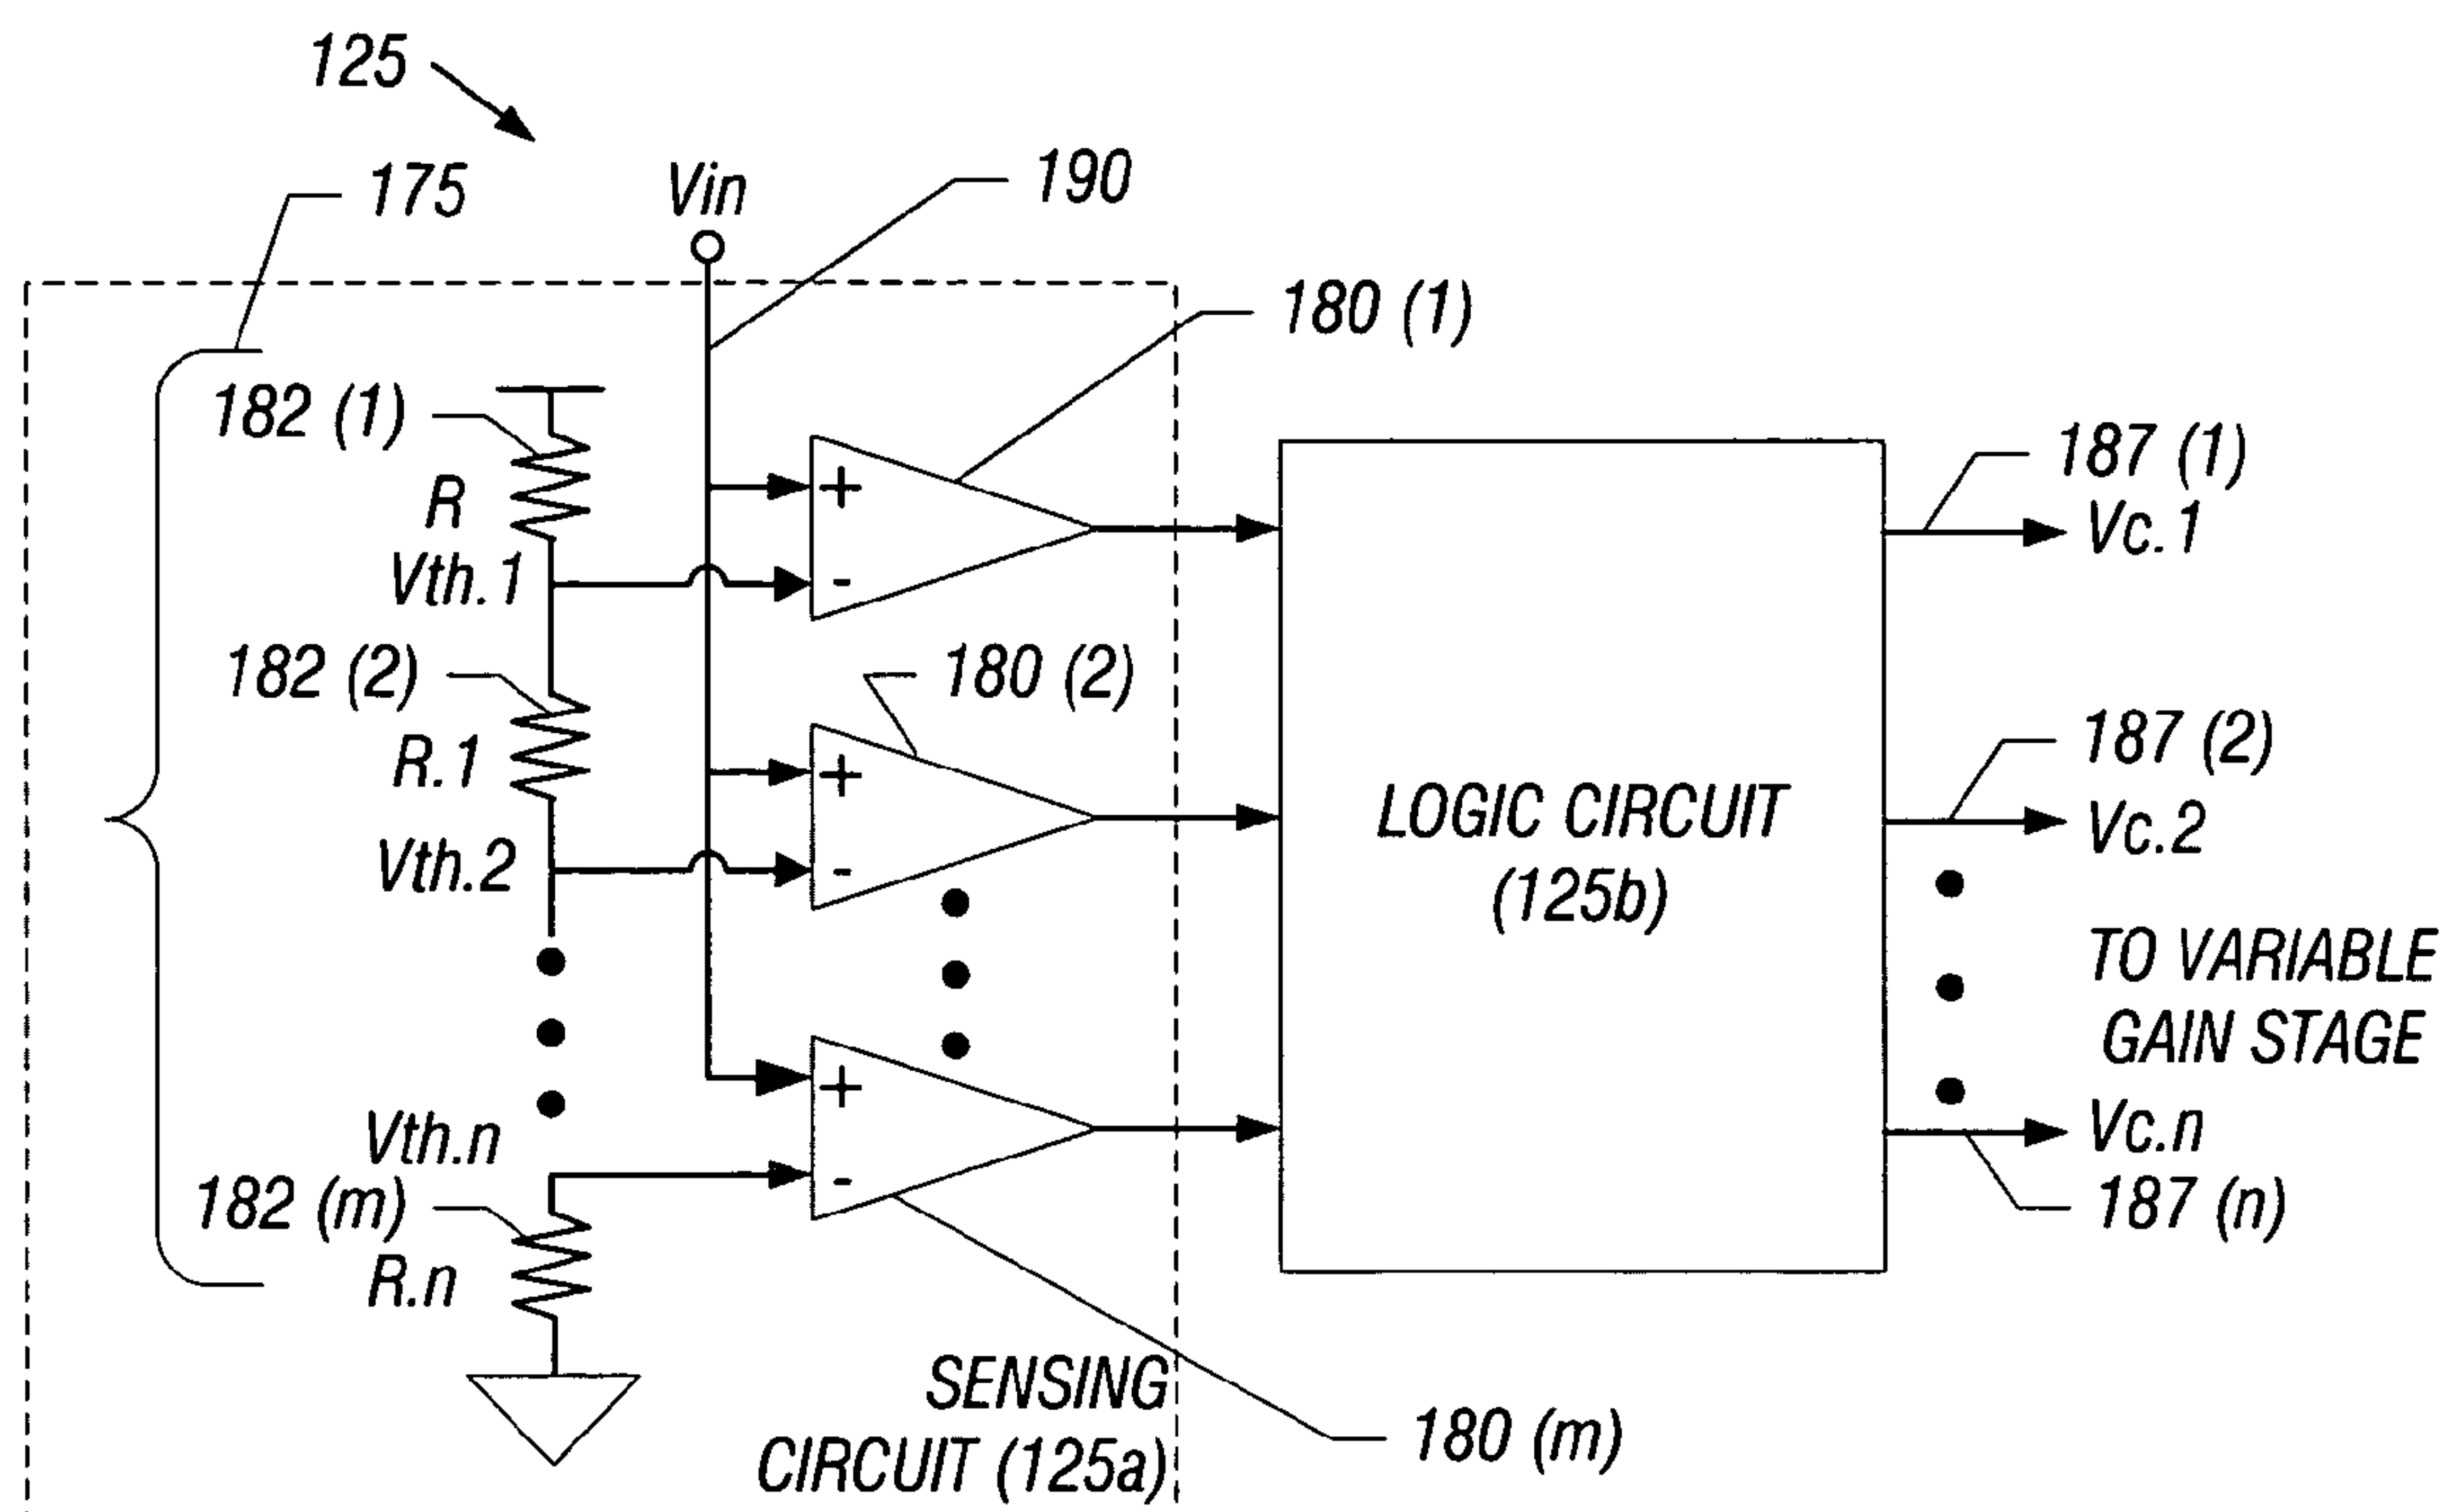 125
175
Vin
190
180 (1)
182 (1)
R
+
-
Vth.1
187 (1)
Vc.1
182 (2)
R.1
180 (2)
+
-
Vth.2
LOGIC CIRCUIT
(125b)
187 (2)
Vc.2
TO VARIABLE
GAIN STAGE
Vth.n
182 (m)
R.n
+
-
Vc.n
187 (n)
SENSING
CIRCUIT (125a)
180 (m)